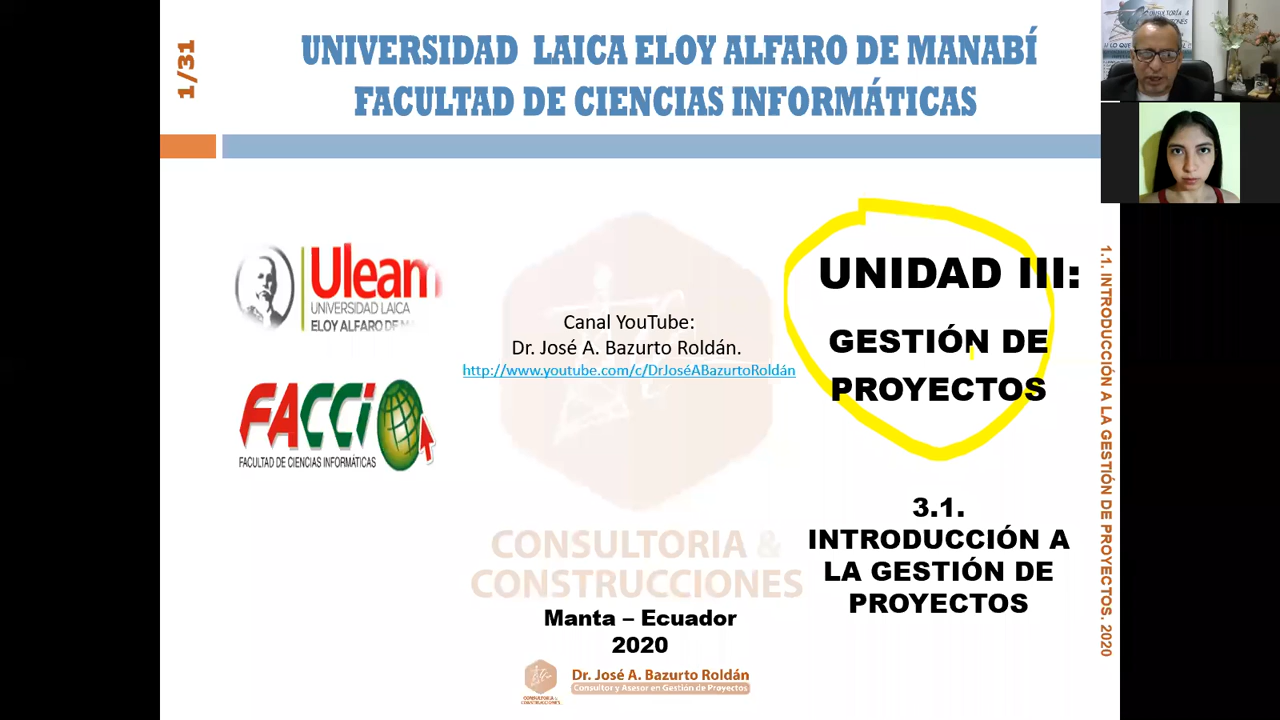 1/31
UNIVERSIDAD LAICA ELOY ALFARO DE MANABÍ
FACULTAD DE CIENCIAS INFORMÁTICAS
Uleam
UNIVERSIDAD LAICA
ELOY ALFARO DE
FACCI
FACULTAD DE CIENCIAS INFORMÁTICAS
Canal YouTube:
Dr. José A. Bazurto Roldán.
http://www.youtube.com/c/DrJoséABazurtoRoldán
CONSULTORIA &
CONSTRUCCIONES
Manta – Ecuador
2020
CONSULTORIA &
CONSTRUCCIONES
Dr. José A. Bazurto Roldán
Consultor y Asesor en Gestión de Proyectos
UNIDAD III:
GESTIÓN DE
PROYECTOS
3.1.
INTRODUCCIÓN A
LA GESTIÓN DE
PROYECTOS
1.1. INTRODUCCIÓN A LA GESTIÓN DE PROYECTOS. 2020